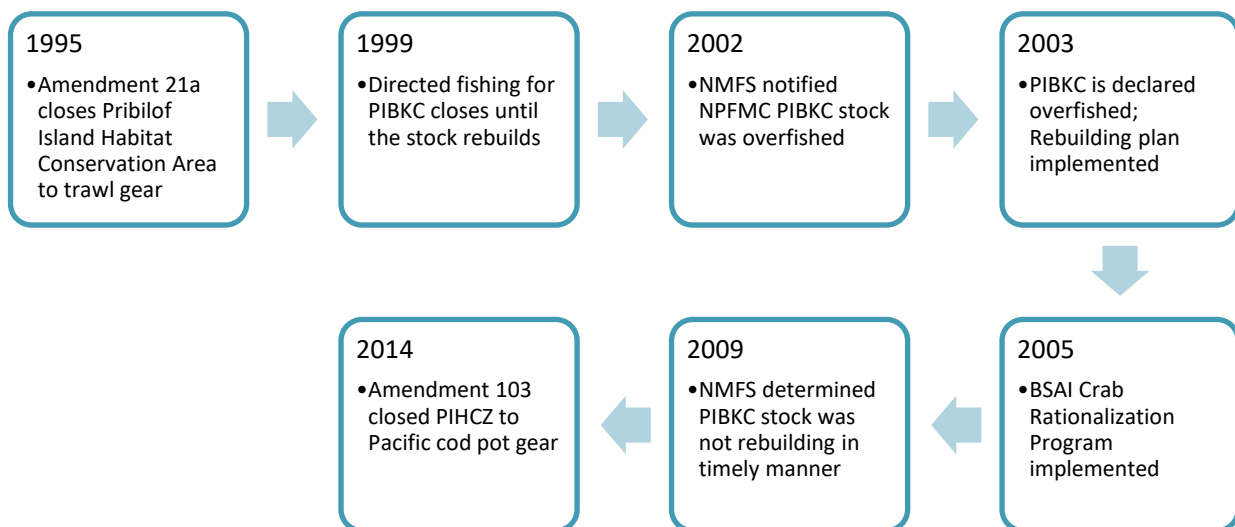 1995
•Amendment 21a
closes Pribilof
Island Habitat
Conservation Area
to trawl gear
1999
•Directed fishing for
PIBKC closes until
the stock rebuilds
2002
•NMFS notified
NPFMC PIBKC stock
was overfished
2003
•PIBKC is declared
overfished;
Rebuilding plan
implemented
2005
•BSAI Crab
Rationalization
Program
implemented
2009
•NMFS determined
PIBKC stock was
not rebuilding in
timely manner
2014
•Amendment 103
closed PIHCZ to
Pacific cod pot gear